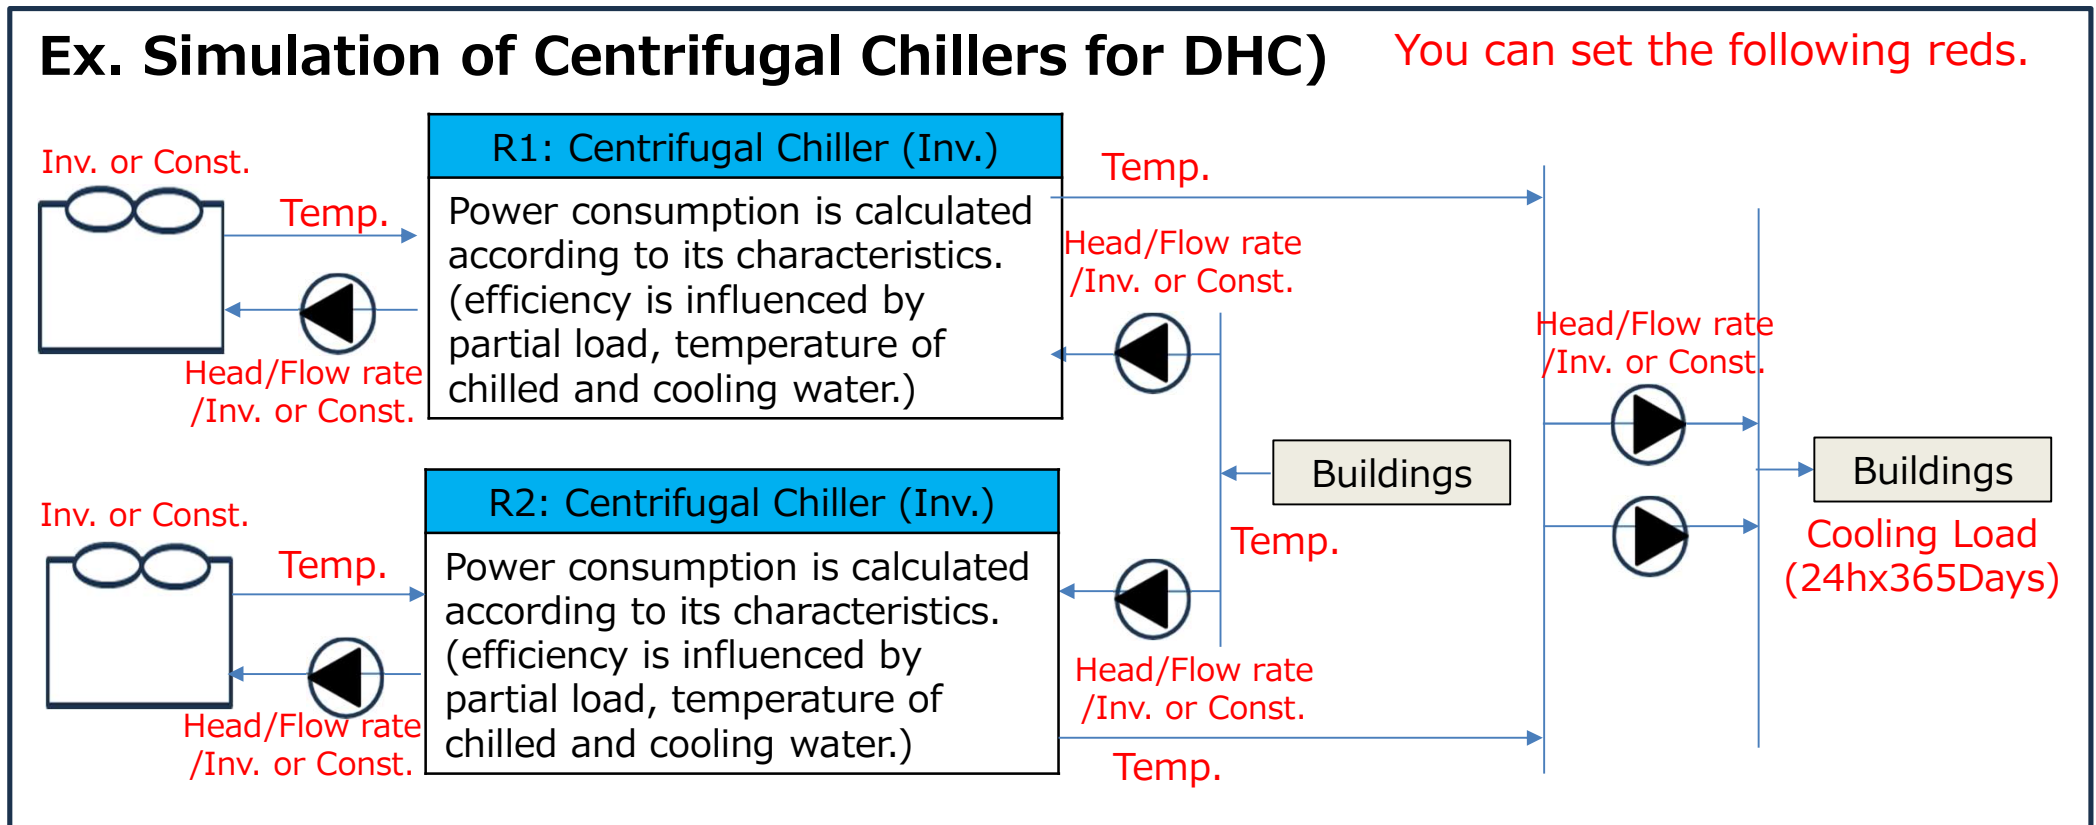 Ex. Simulation of Centrifugal Chillers for DHC)
You can set the following reds.
Inv. or Const.
Temp.
Head/Flow rate
/Inv. or Const.
R1: Centrifugal Chiller (Inv.)
Power consumption is calculated
according to its characteristics.
(efficiency is influenced by
partial load, temperature of
chilled and cooling water.)
Temp.
Head/Flow rate
/Inv. or Const.
Head/Flow rate
/Inv. or Const.
Buildings
Buildings
Temp.
Cooling Load
(24hx365Days)
Inv. or Const.
Temp.
Head/Flow rate
/Inv. or Const.
R2: Centrifugal Chiller (Inv.)
Power consumption is calculated
according to its characteristics.
(efficiency is influenced by
partial load, temperature of
chilled and cooling water.)
Head/Flow rate
/Inv. or Const.
Temp.